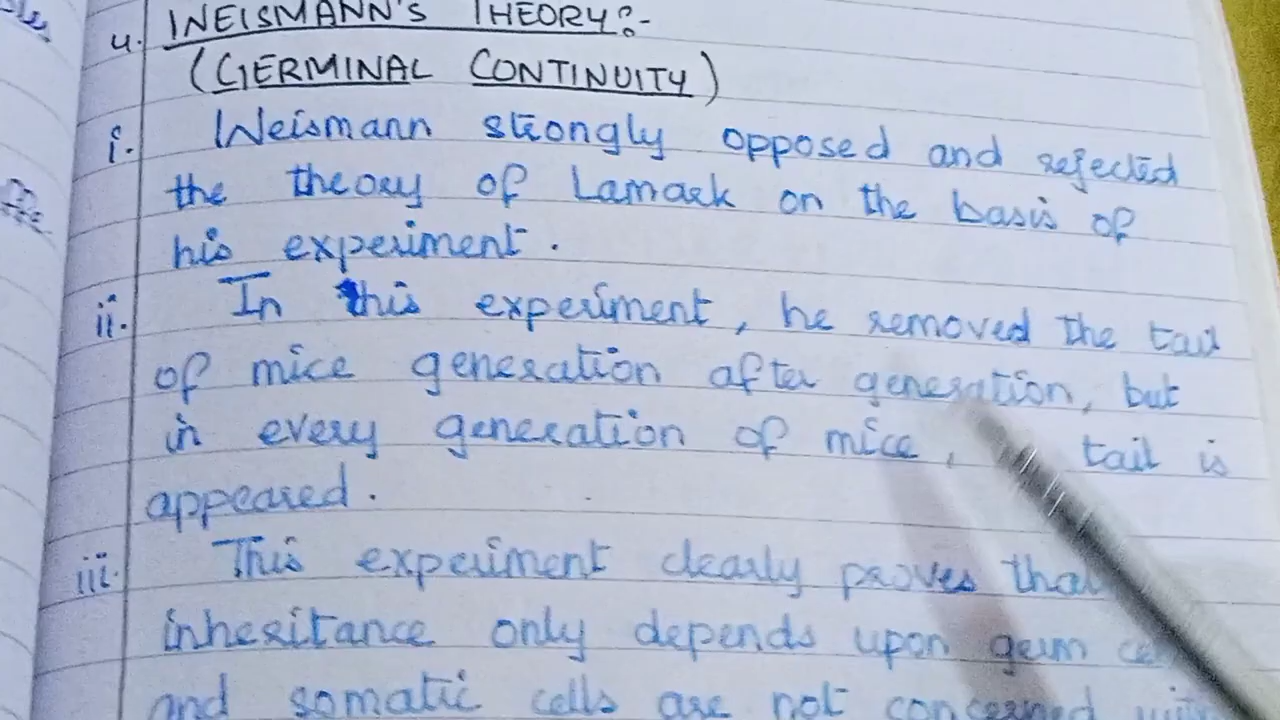 4. WEISMANN'S THEORY:-
(GERMINAL CONTINUITY)
i. Weismann strongly opposed and rejected
the theory of Lamark on the basis of
his experiment.
ii. In this experiment, he removed the tail
of mice generation after generation, but
in every generation of mice, tail is
appeared.
iii. This experiment clearly proves that
inheritance only depends upon germ
and somatic cells are not concerned with